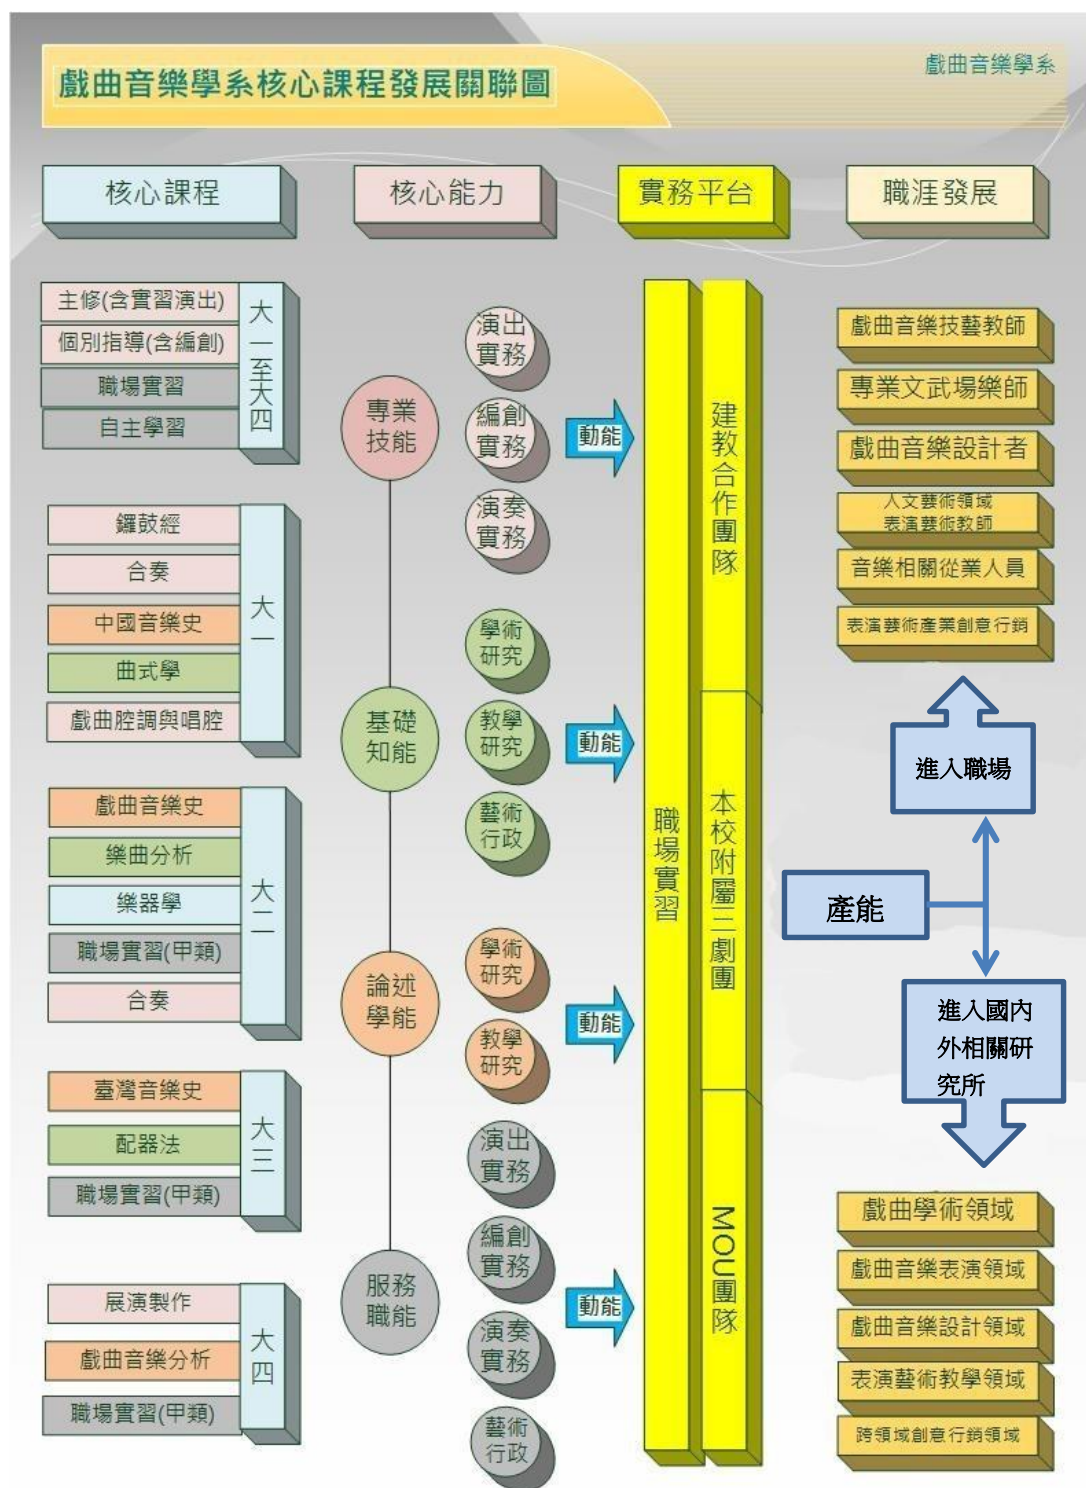 戲曲音樂學系
戲曲音樂學系核心課程發展關聯圖
核心課程
核心能力
實務平台
職涯發展
主修(含實習演出)
個別指導(含編創)
職場實習
自主學習
大一至大四
鑼鼓經
合奏
中國音樂史
曲式學
戲曲腔調與唱腔
大一
戲曲音樂史
樂曲分析
樂器學
職場實習(甲類)
合奏
大二
臺灣音樂史
配器法
職場實習(甲類)
大三
展演製作
戲曲音樂分析
職場實習(甲類)
大四
專業
技能
基礎
知能
論述
學能
服務
職能
演出
實務
編創
實務
演奏
實務
學術
研究
教學
研究
藝術
行政
學術
研究
教學
研究
演出
實務
編創
實務
演奏
實務
藝術
行政
動能
動能
動能
動能
職場實習
建教合作團隊
本校附屬三劇團
MOU團隊
戲曲音樂技藝教師
專業文武場樂師
戲曲音樂設計者
人文藝術領域
表演藝術教師
音樂相關從業人員
表演藝術產業創意行銷
進入職場
產能
進入國內
外相關研
究所
戲曲學術領域
戲曲音樂表演領域
戲曲音樂設計領域
表演藝術教學領域
跨領域創意行銷領域